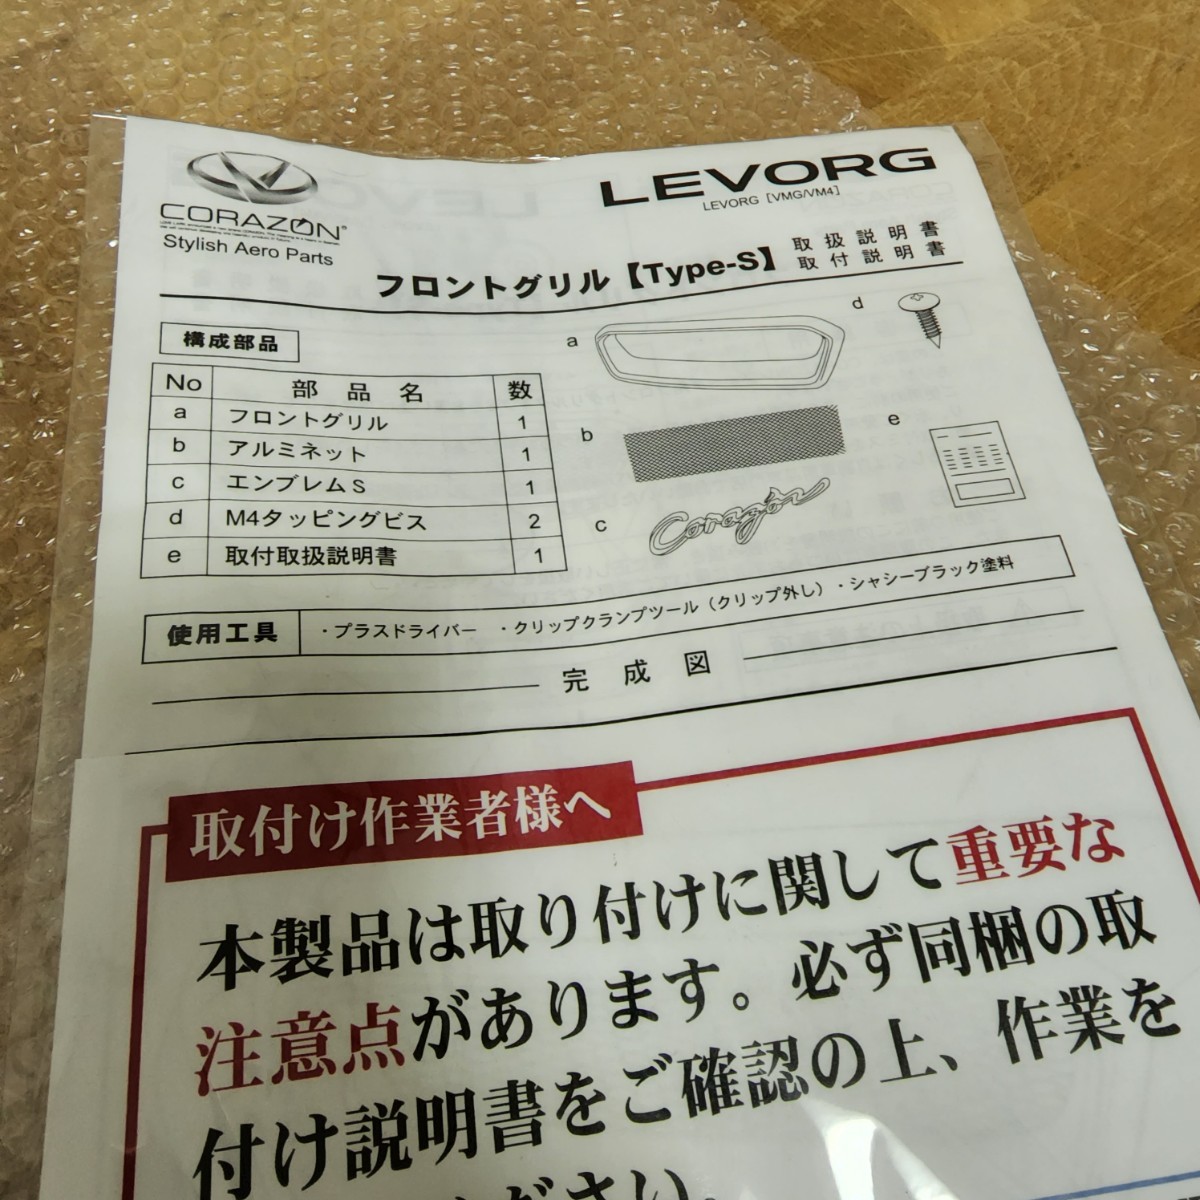 CORAZON
Stylish Aero Parts
LEVORG
LEVORG［VMG/VM4］
フロントグリル【Type-S】
取扱説明書
取付説明書
構成部品
No 部品名 数
a フロントグリル 1
b アルミネット 1
c エンブレムS 1
d M4タッピングビス 2
e 取付取扱説明書 1
a
b
c
d
e
Corazon
使用工具 ・プラスドライバー ・クリップクランプツール（クリップ外し）・シャシーブラック塗料
完成図
取付け作業者様へ
本製品は取り付けに関して重要な
注意点があります。必ず同梱の取
付け説明書をご確認の上、作業を
ください。